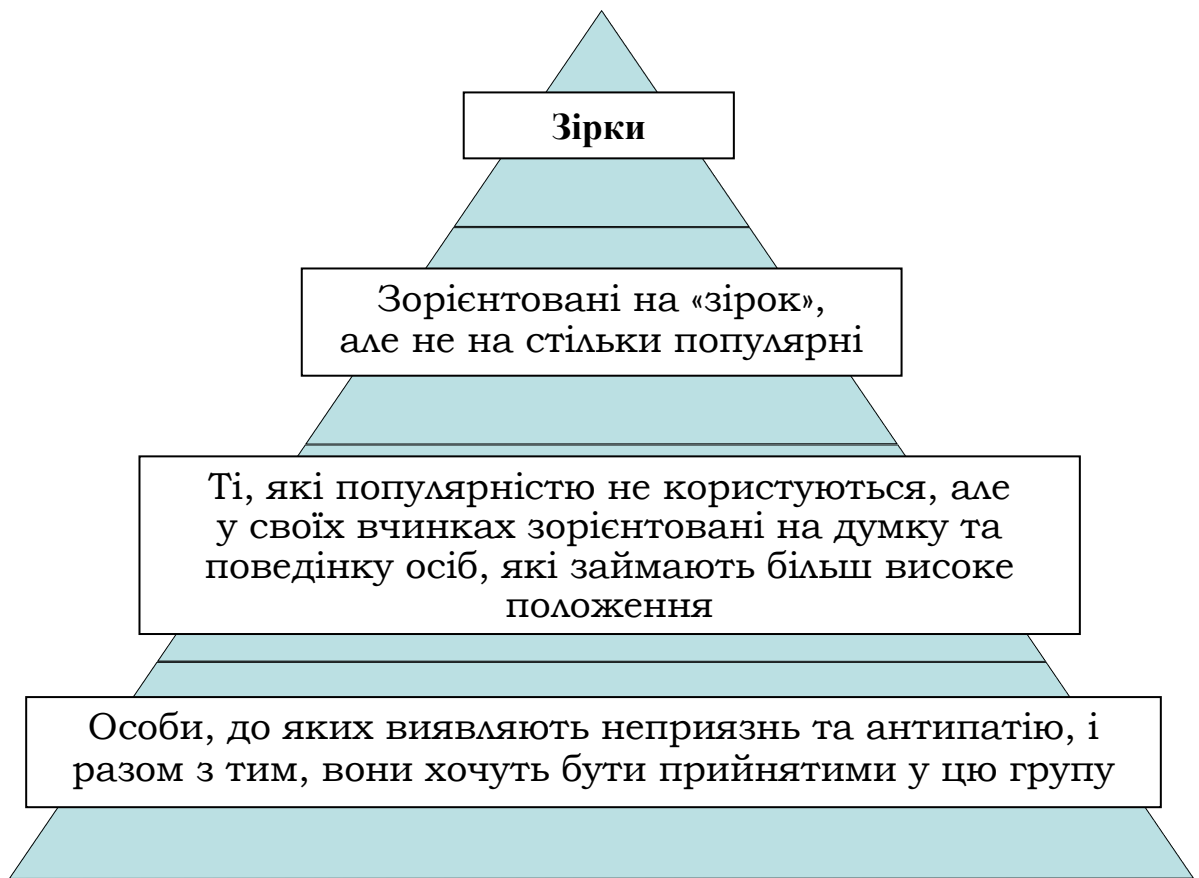 Зірки
Зорієнтовані на «зірок»,
але не на стільки популярні
Ті, які популярністю не користуються, але
у своїх вчинках зорієнтовані на думку та
поведінку осіб, які займають більш високе
положення
Особи, до яких виявляють неприязнь та антипатію, і
разом з тим, вони хочуть бути прийнятими у цю групу